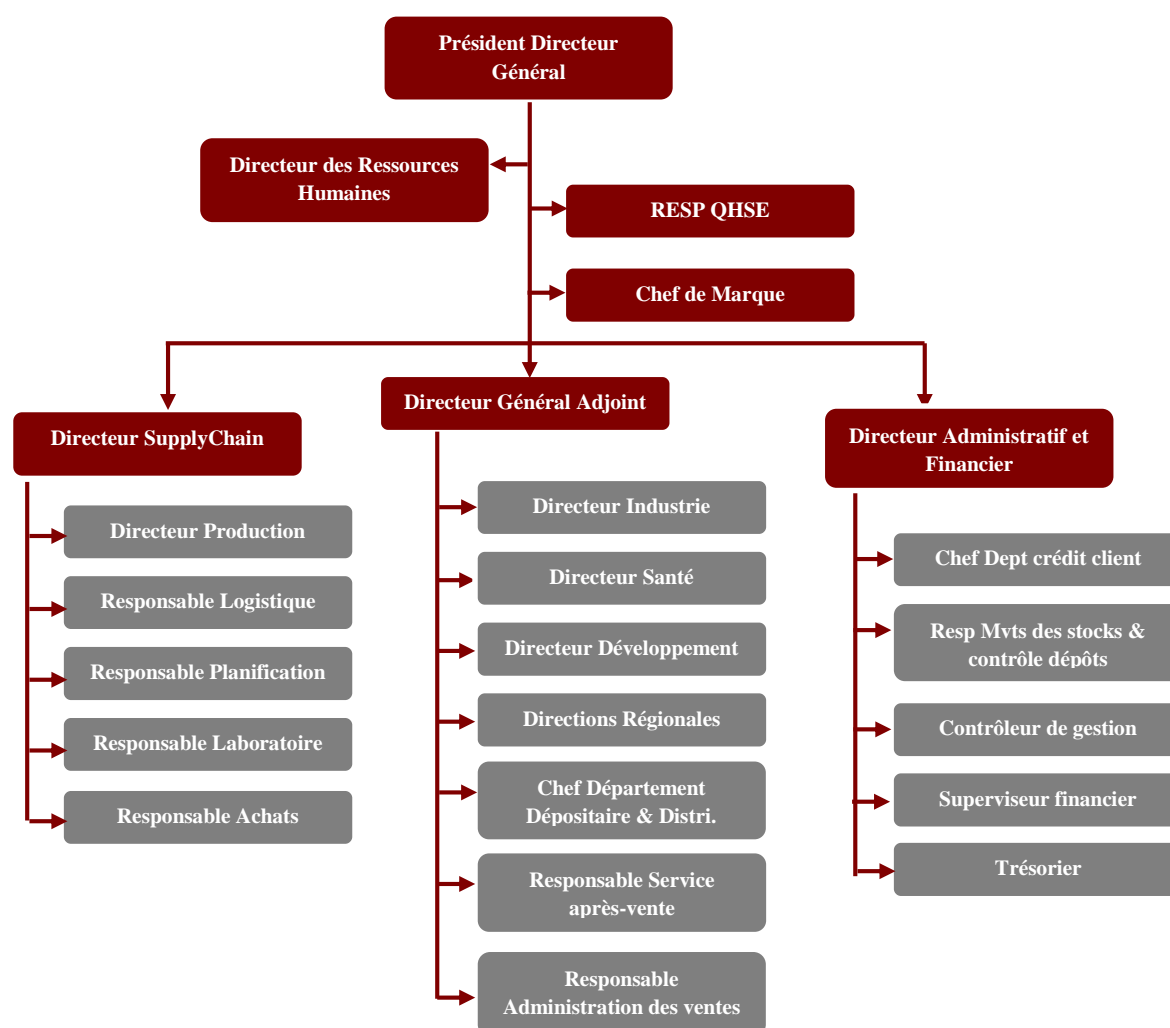 Président Directeur
Général
Directeur des Ressources
Humaines
RESP QHSE
Chef de Marque
Directeur SupplyChain
Directeur Production
Responsable Logistique
Responsable Planification
Responsable Laboratoire
Responsable Achats
Directeur Général Adjoint
Directeur Industrie
Directeur Santé
Directeur Développement
Directions Régionales
Chef Département
Dépositaire & Distri.
Responsable Service
après-vente
Responsable
Administration des ventes
Directeur Administratif et
Financier
Chef Dept crédit client
Resp Mvts des stocks &
contrôle dépôts
Contrôleur de gestion
Superviseur financier
Trésorier